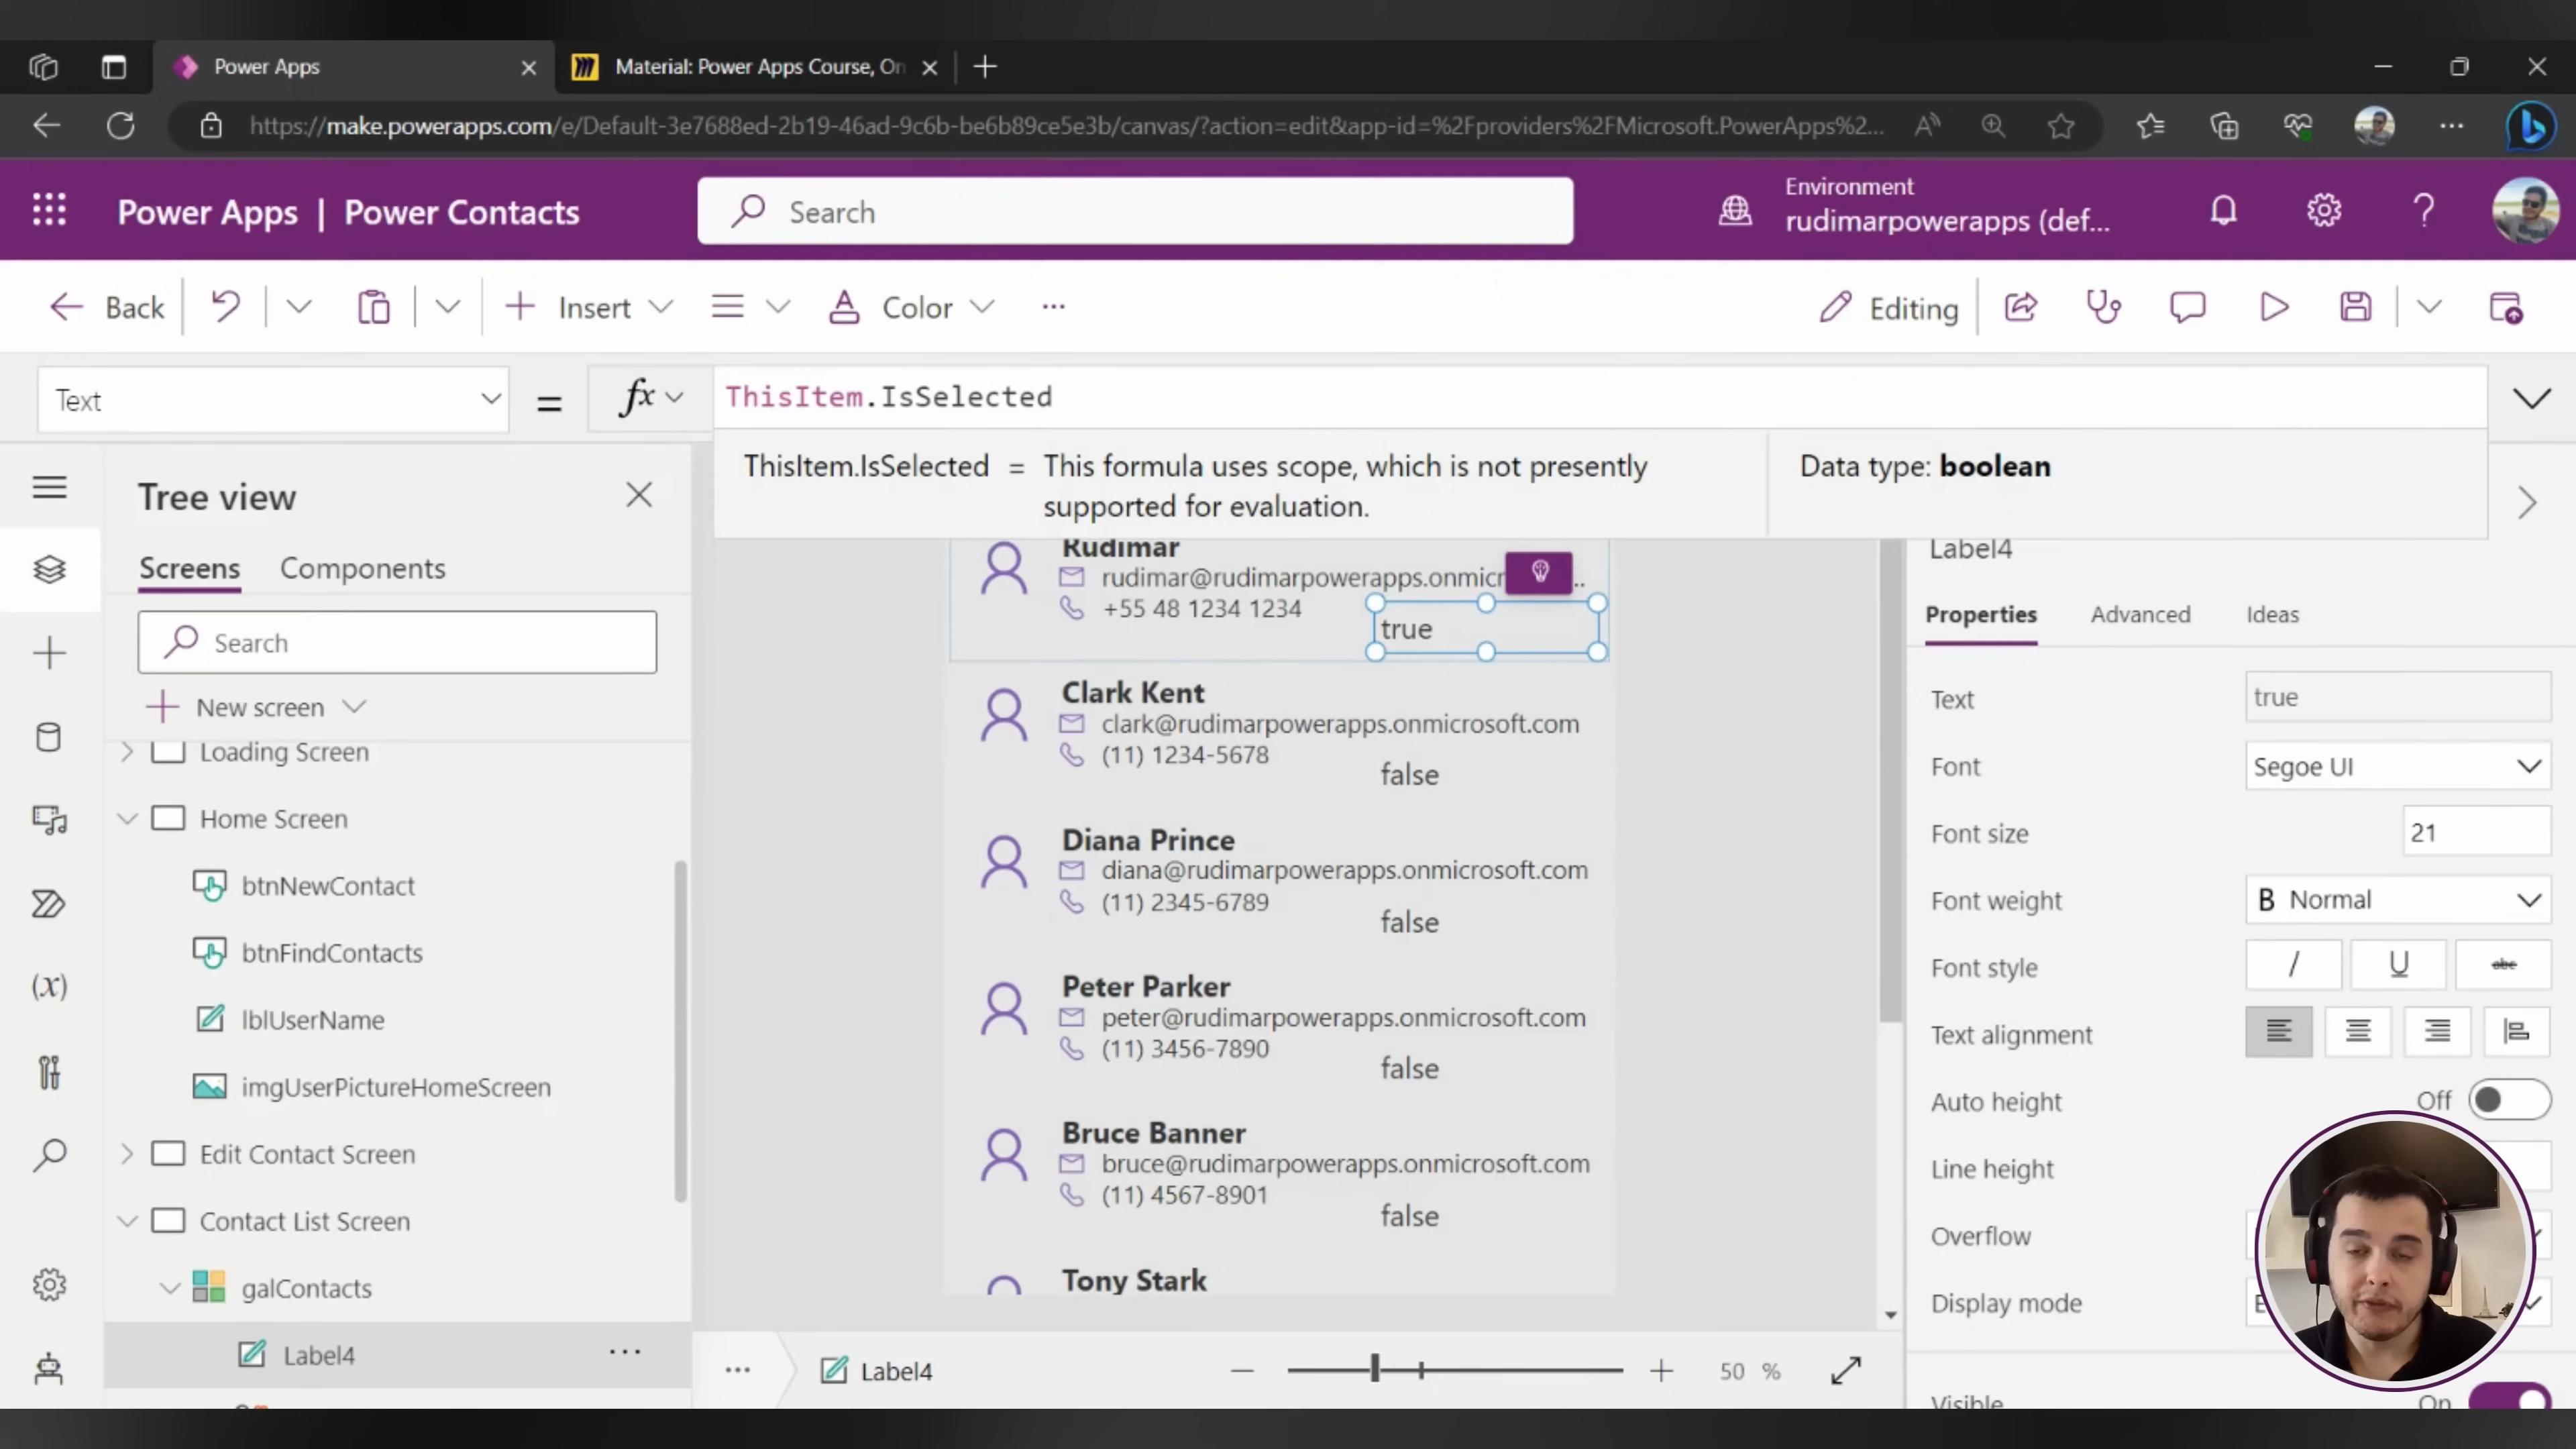 Power Apps
Material: Power Apps Course, On
https://make.powerapps.com/e/Default-3e7688ed-2b19-46ad-9c6b-be6b89ce5e3b/canvas/?action=edit&app-id=%2Fproviders%2FMicrosoft.PowerApps%2...
Power Apps | Power Contacts
Search
Environment
rudimarpowerapps (def...
Back
Insert
Color
...
Editing
Text
=
fx
ThisItem.IsSelected
ThisItem.IsSelected = This formula uses scope, which is not presently
supported for evaluation.
Data type: boolean
Tree view
Screens
Components
Search
New screen
Loading Screen
Home Screen
btnNewContact
btnFindContacts
lblUserName
imgUserPictureHomeScreen
Edit Contact Screen
Contact List Screen
galContacts
Label4
...
Rudimar
rudimar@rudimarpowerapps.onmicr
..
+55 48 1234 1234
true
Clark Kent
clark@rudimarpowerapps.onmicrosoft.com
(11) 1234-5678
false
Diana Prince
diana@rudimarpowerapps.onmicrosoft.com
(11) 2345-6789
false
Peter Parker
peter@rudimarpowerapps.onmicrosoft.com
(11) 3456-7890
false
Bruce Banner
bruce@rudimarpowerapps.onmicrosoft.com
(11) 4567-8901
false
Tony Stark
...
Label4
50 %
Label4
Properties
Advanced
Ideas
Text
true
Font
Segoe UI
Font size
21
Font weight
B Normal
Font style
/ U abc
Text alignment
Auto height
Off
Line height
Overflow
Display mode
Visible
On